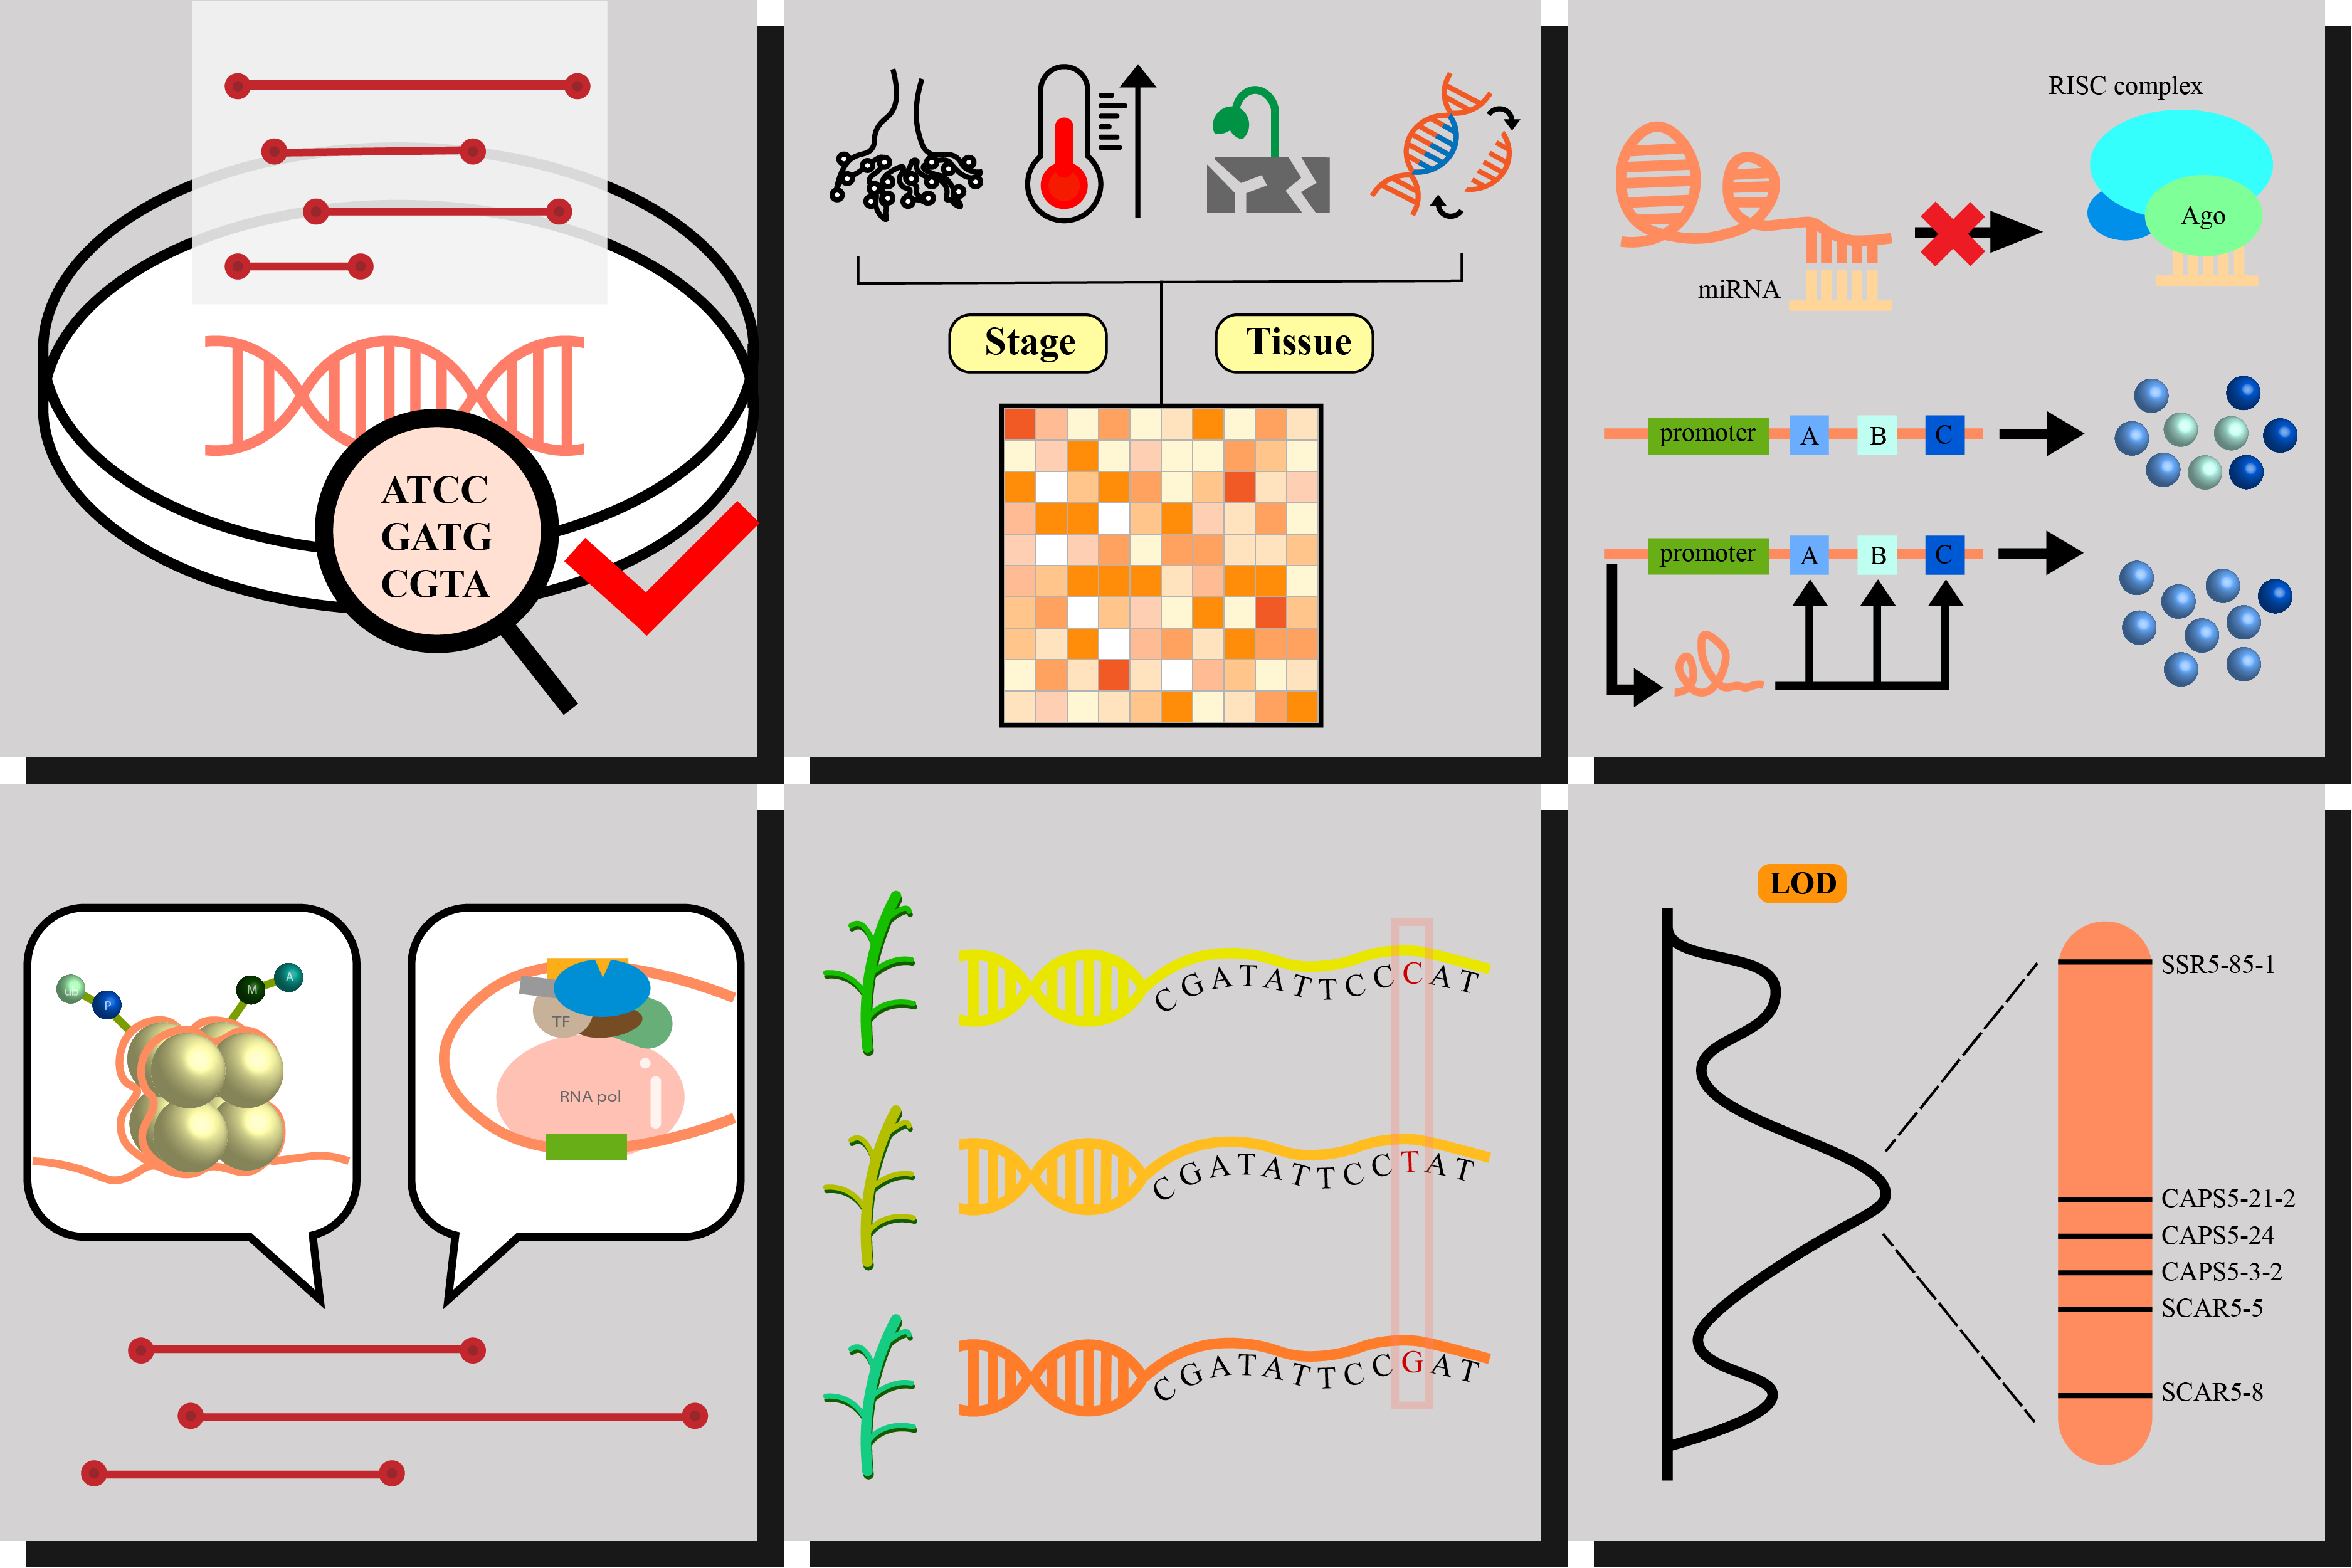 ATCC
GATG
CGTA
Stage
Tissue
RISC complex
Ago
miRNA
promoter A B C
promoter A B C
ub
P
M
A
TF
RNA pol
CGATATTCCCAT
CGATATTCCTAT
CGATATTCCGAT
LOD
SSR5-85-1
CAPS5-21-2
CAPS5-24
CAPS5-3-2
SCAR5-5
SCAR5-8